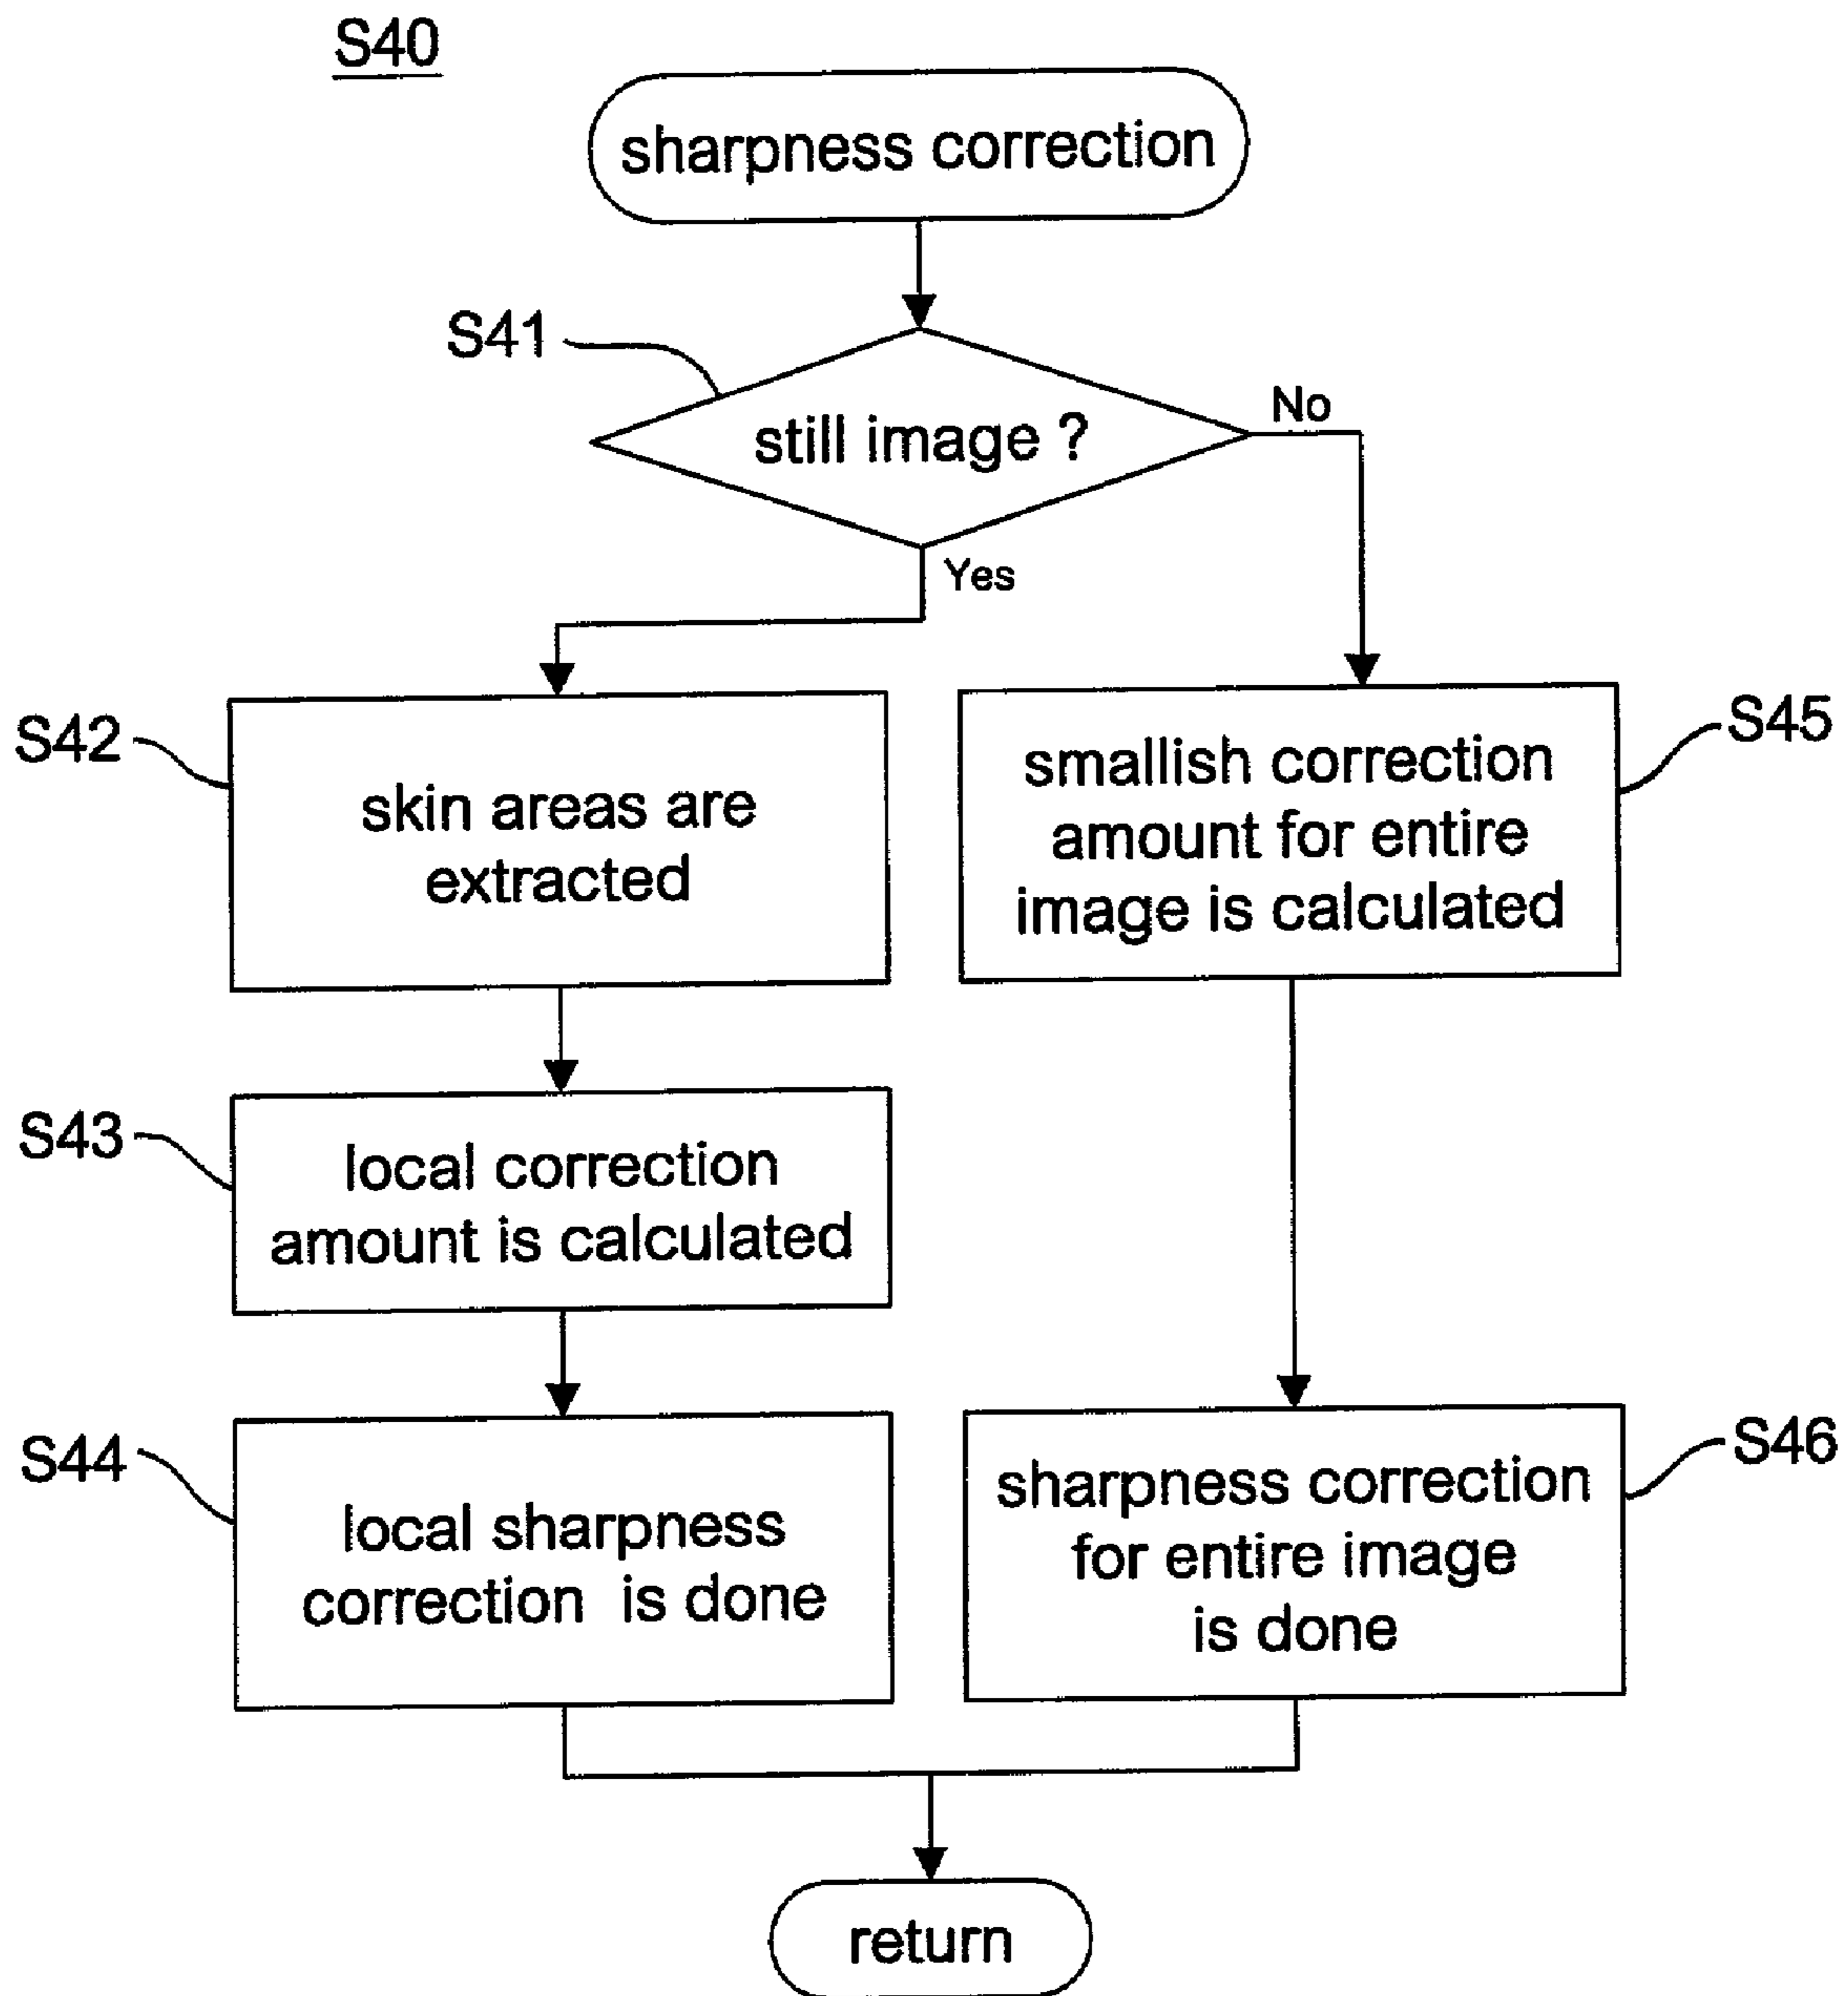 S40
sharpness correction
S41
still image ?
No
Yes
S42
skin areas are
extracted
S45
smallish correction
amount for entire
image is calculated
S43
local correction
amount is calculated
S44
local sharpness
correction is done
S46
sharpness correction
for entire image
is done
return